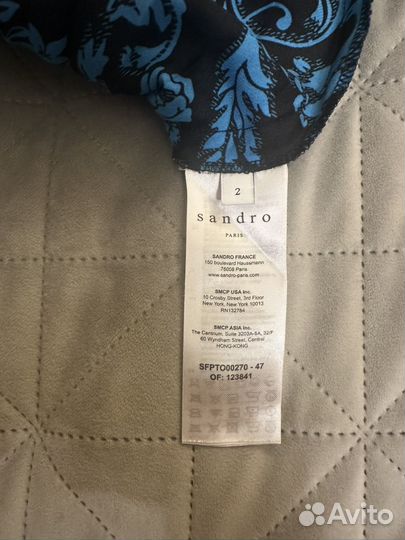 2
sandro
PARIS
SANDRO FRANCE
150 boulevard Haussmann
75008 Paris
www.sandro-paris.com
SMCP USA Inc.
10 Crosby Street, 3rd Floor
New York, New York 10013
RN132784
SMCP ASIA Inc.
The Centrium, Suite 3203A-5A, 32/F
60 Wyndham Street, Central
HONG-KONG
SFPTO00270 - 47
OF: 123841
Avito